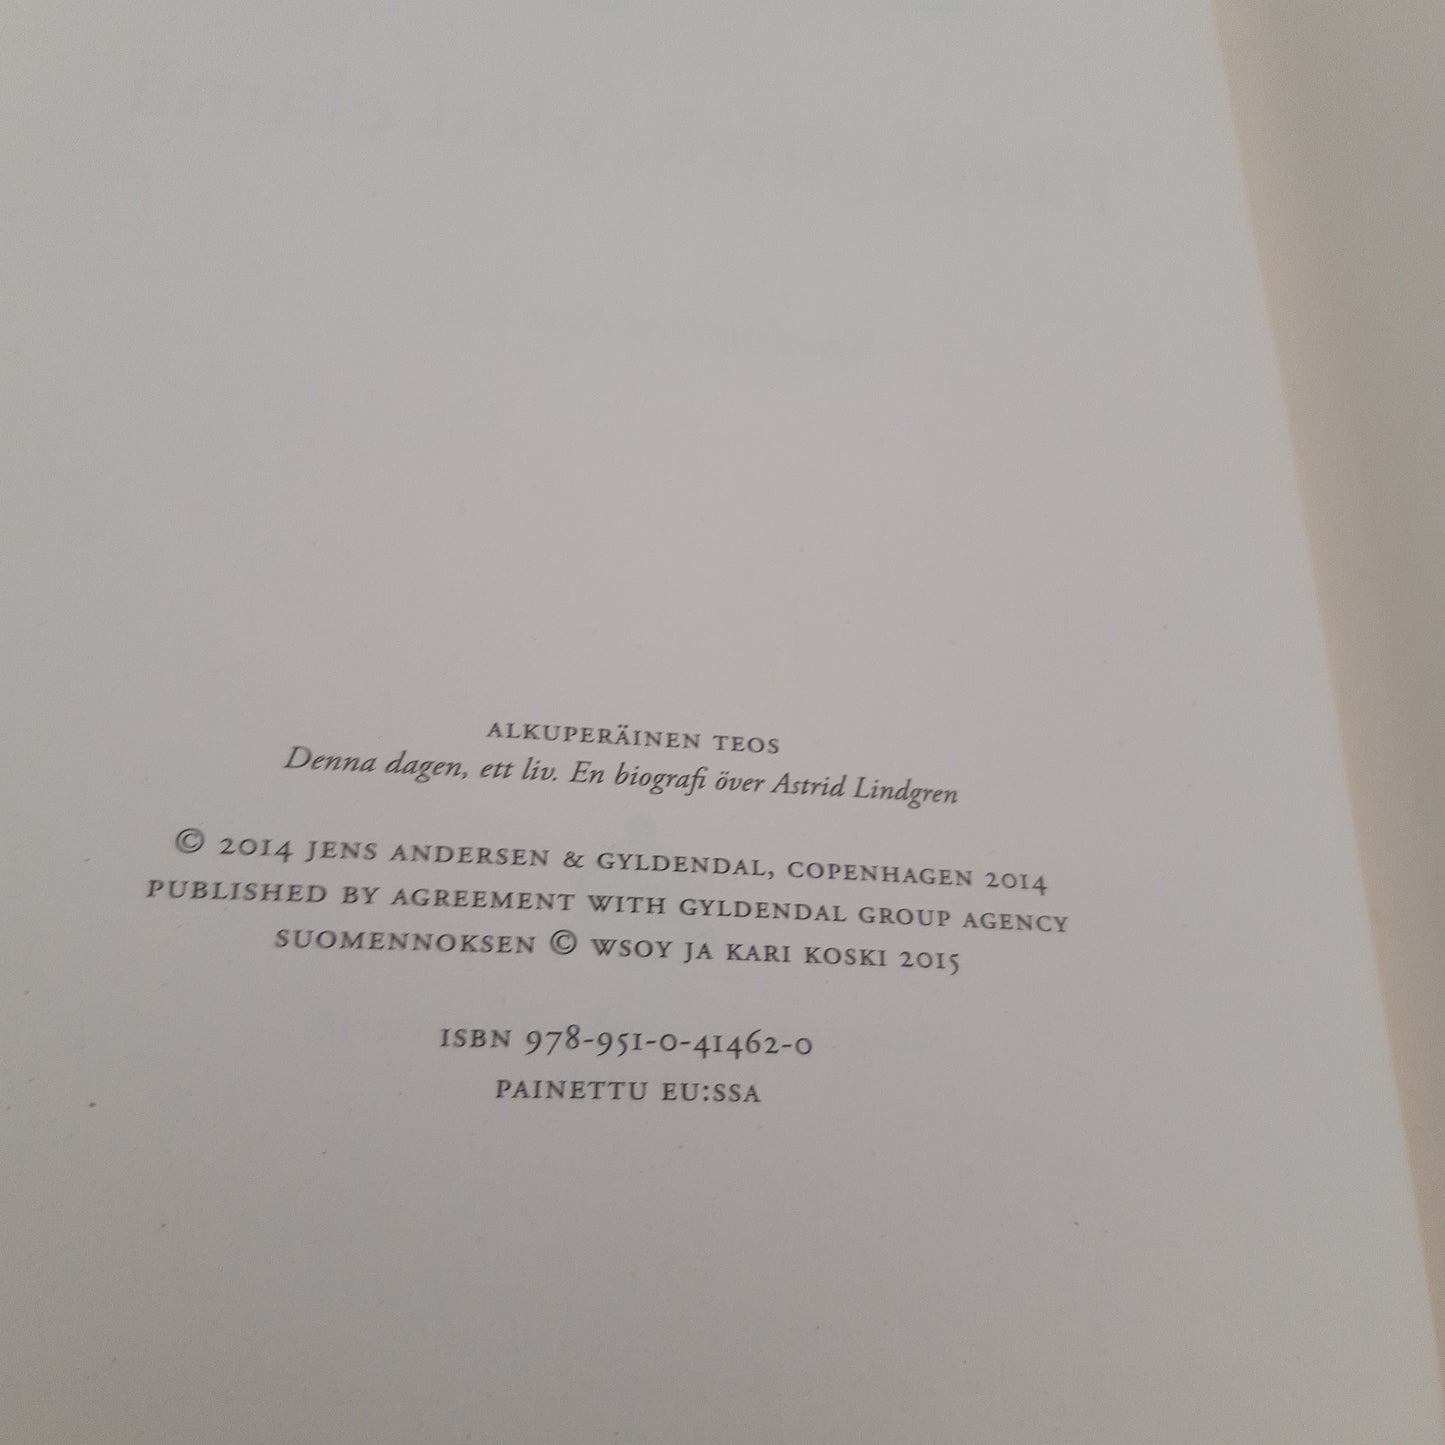 ALKUPERÄINEN TEOS
Denna dagen, ett liv. En biografi över Astrid Lindgren
© 2014 JENS ANDERSEN & GYLDENDAL, COPENHAGEN 2014
PUBLISHED BY AGREEMENT WITH GYLDENDAL GROUP AGENCY
SUOMENNOKSEN © WSOY JA KARI KOSKI 2015
ISBN 978-951-0-41462-0
PAINETTU EU:SSA